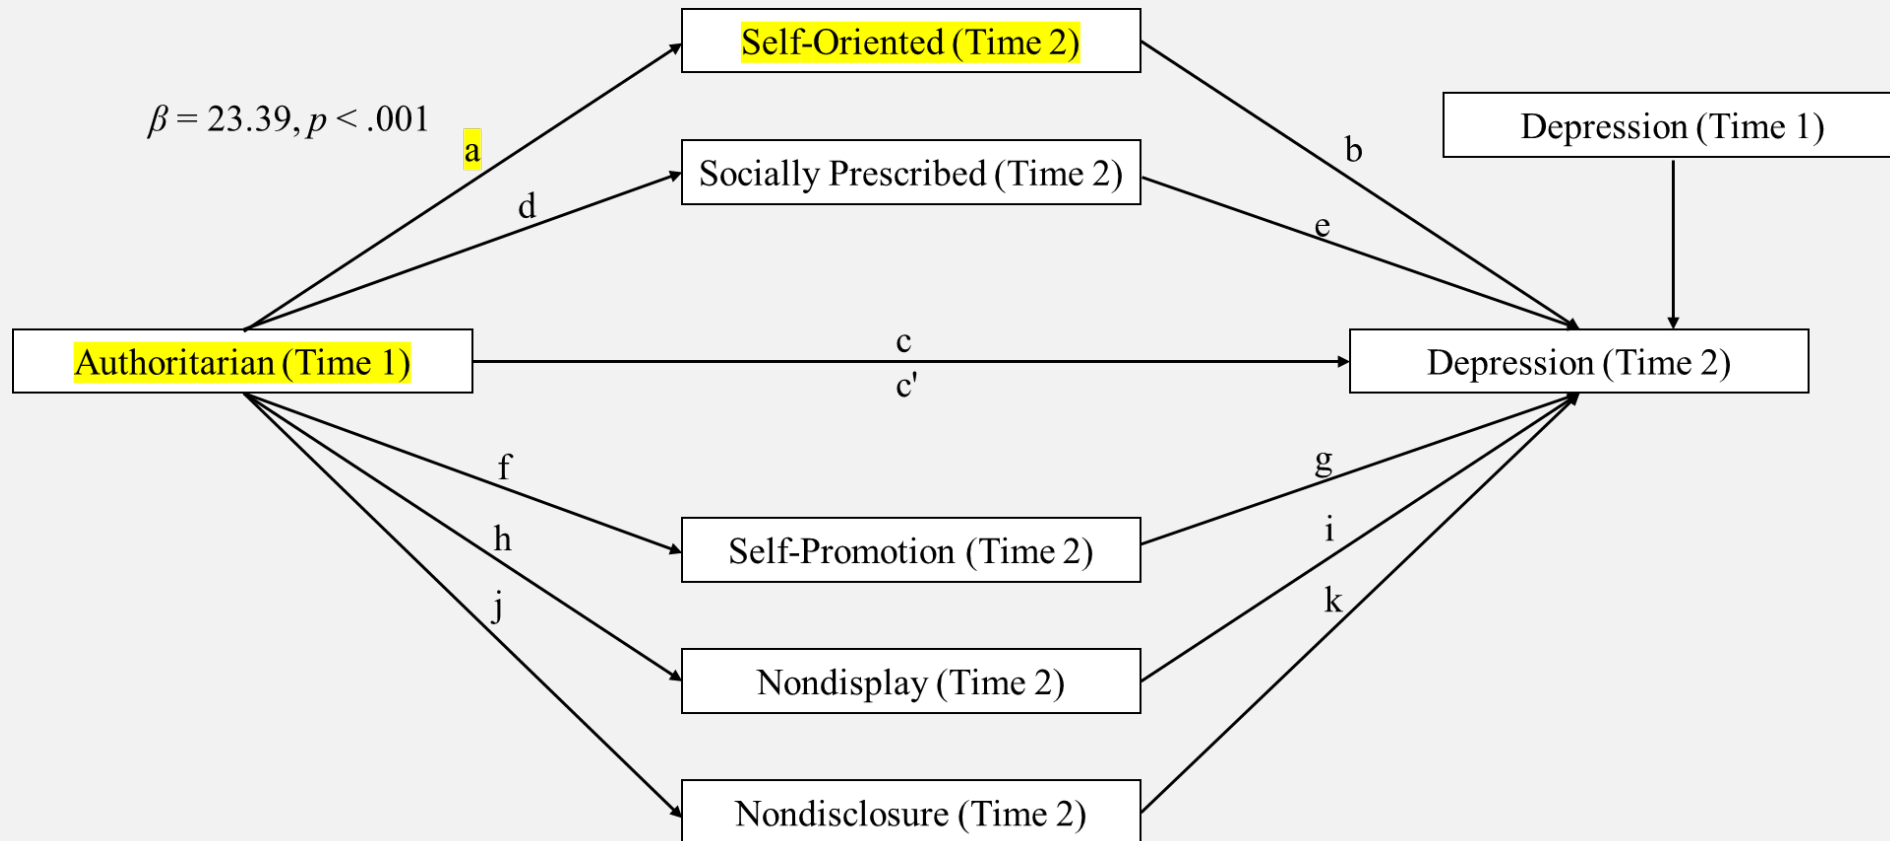 Self-Oriented (Time 2)
β = 23.39, p < .001
a
b
Depression (Time 1)
Socially Prescribed (Time 2)
d
e
Authoritarian (Time 1)
c
c'
Depression (Time 2)
f
g
Self-Promotion (Time 2)
h
i
j
k
Nondisplay (Time 2)
Nondisclosure (Time 2)